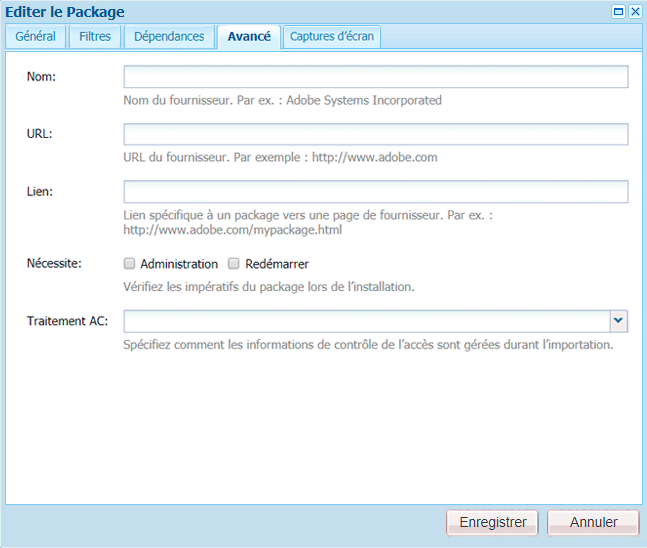 Editer le Package
Général
Filtres
Dépendances
Avancé
Captures d'écran
Nom:
Nom du fournisseur. Par ex. : Adobe Systems Incorporated
URL:
URL du fournisseur. Par exemple : http://www.adobe.com
Lien:
Lien spécifique à un package vers une page de fournisseur. Par ex. :
http://www.adobe.com/mypackage.html
Nécessite:
Administration
Redémarrer
Vérifiez les impératifs du package lors de l'installation.
Traitement AC:
Spécifiez comment les informations de contrôle de l'accès sont gérées durant l'importation.
Enregistrer
Annuler